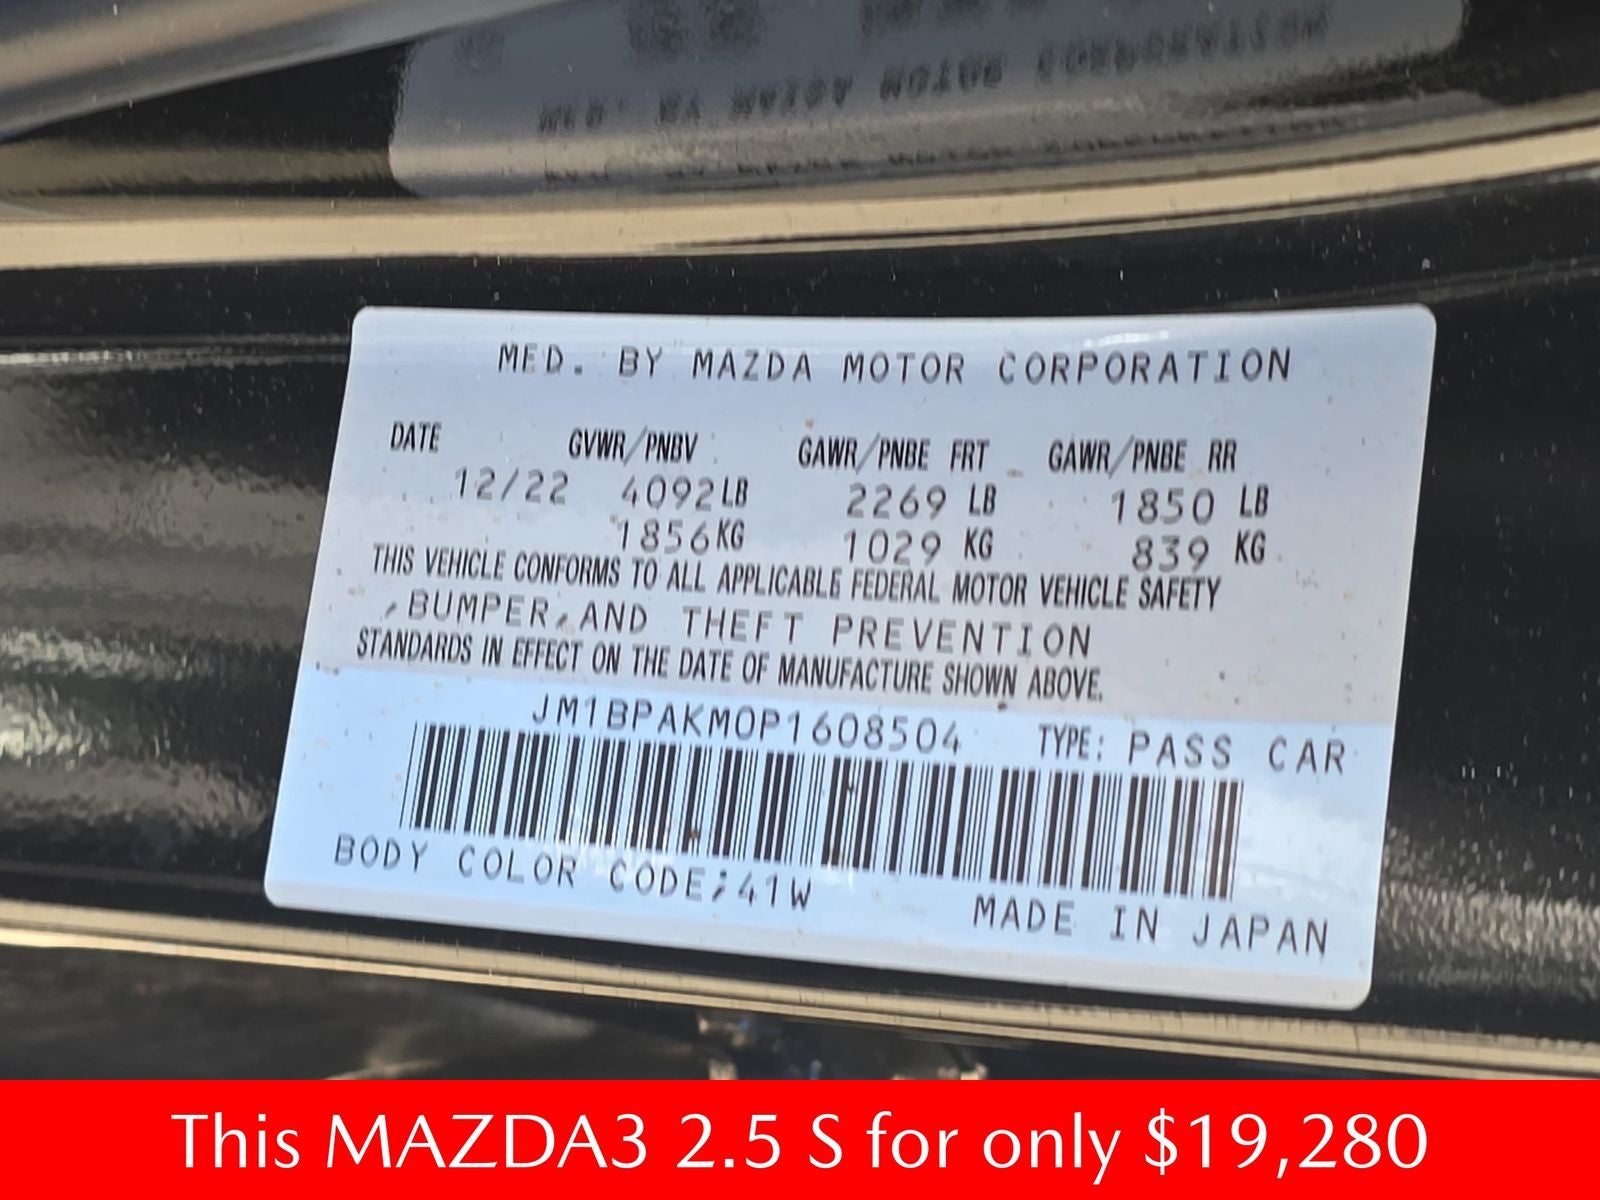 MFD. BY MAZDA MOTOR CORPORATION
DATE GVWR/PNBV GAWR/PNBE FRT GAWR/PNBE RR
12/22 4092LB 2269 LB 1850 LB
1856KG 1029 KG 839 KG
THIS VEHICLE CONFORMS TO ALL APPLICABLE FEDERAL MOTOR VEHICLE SAFETY
,BUMPER,AND THEFT PREVENTION
STANDARDS IN EFFECT ON THE DATE OF MANUFACTURE SHOWN ABOVE.
JM1BPAKM0P1608504 TYPE: PASS CAR
BODY COLOR CODE;41W MADE IN JAPAN
This MAZDA3 2.5 S for only $19,280